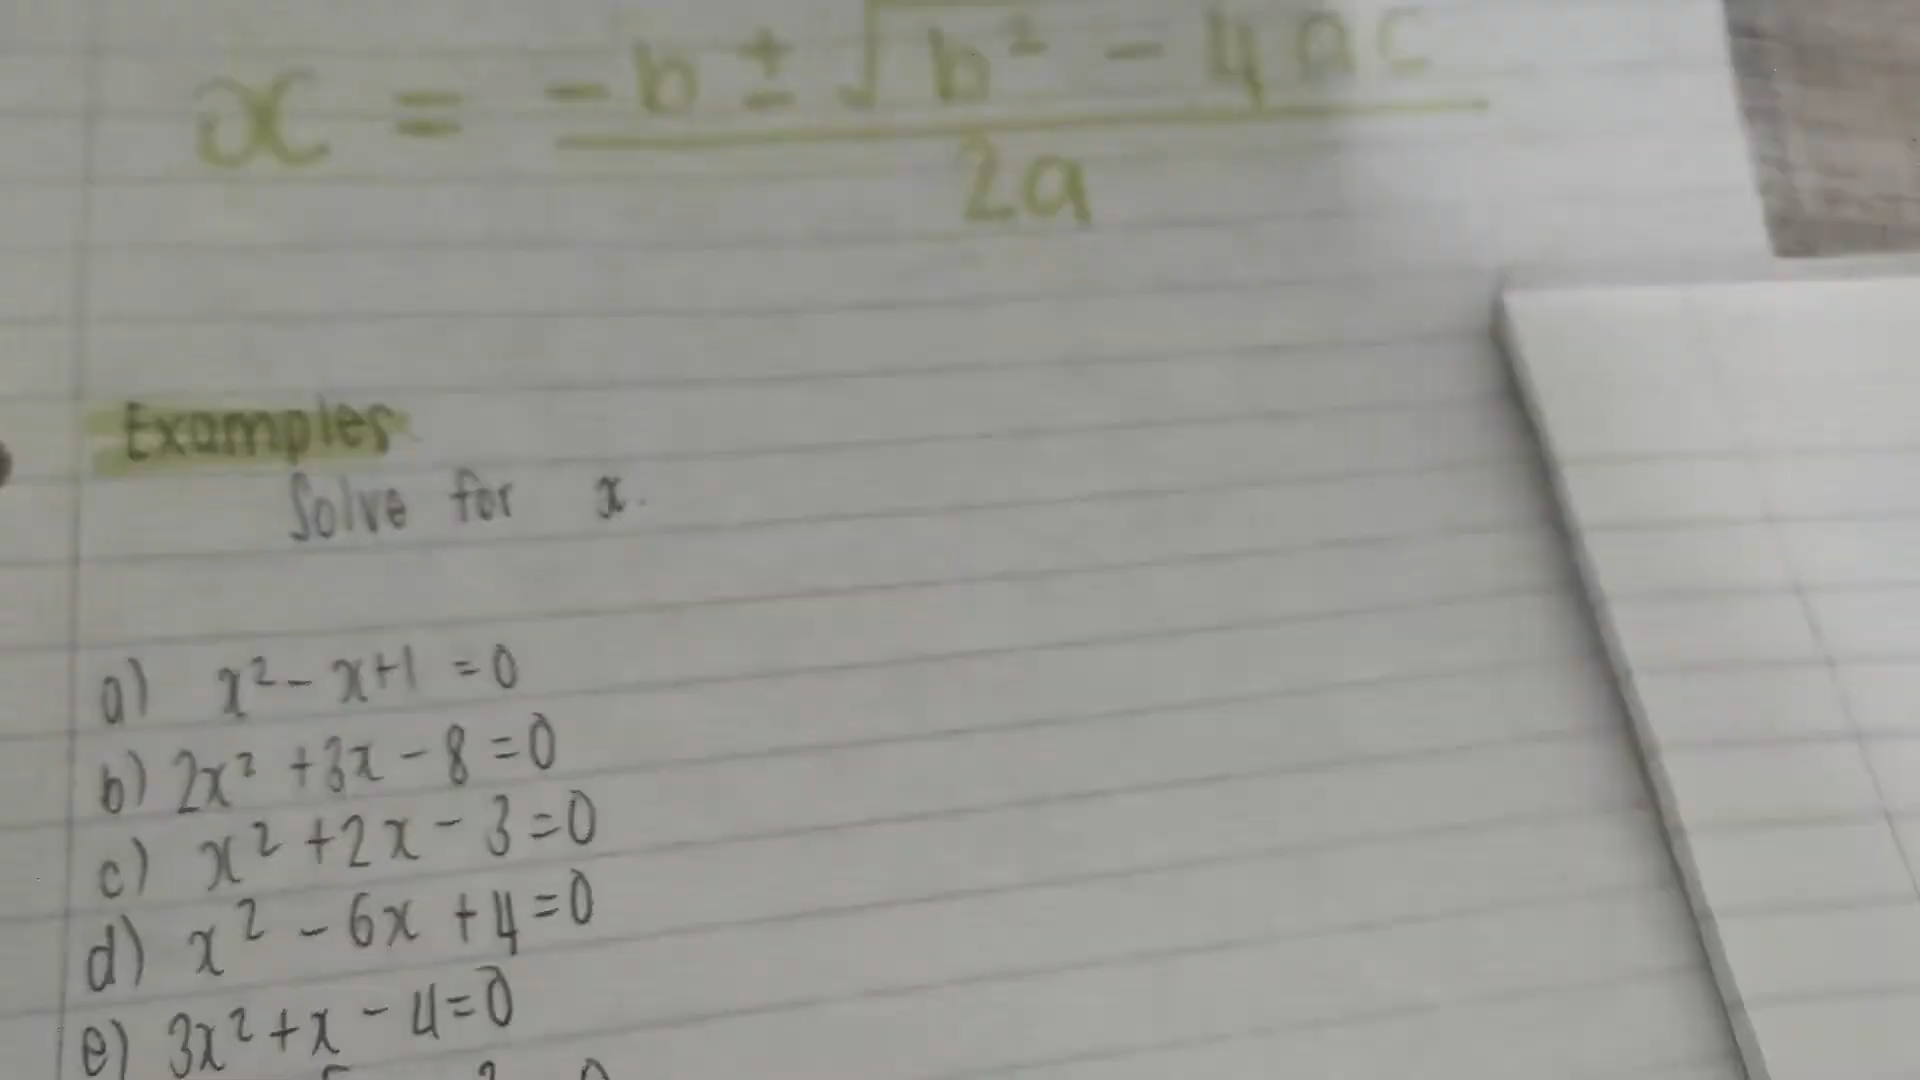 x = -b ± √b² - 4ac
2a
Examples
Solve for x.
a) x² - x + 1 = 0
b) 2x² + 3x - 8 = 0
c) x² + 2x - 3 = 0
d) x² - 6x + 4 = 0
e) 3x² + x - 4 = 0